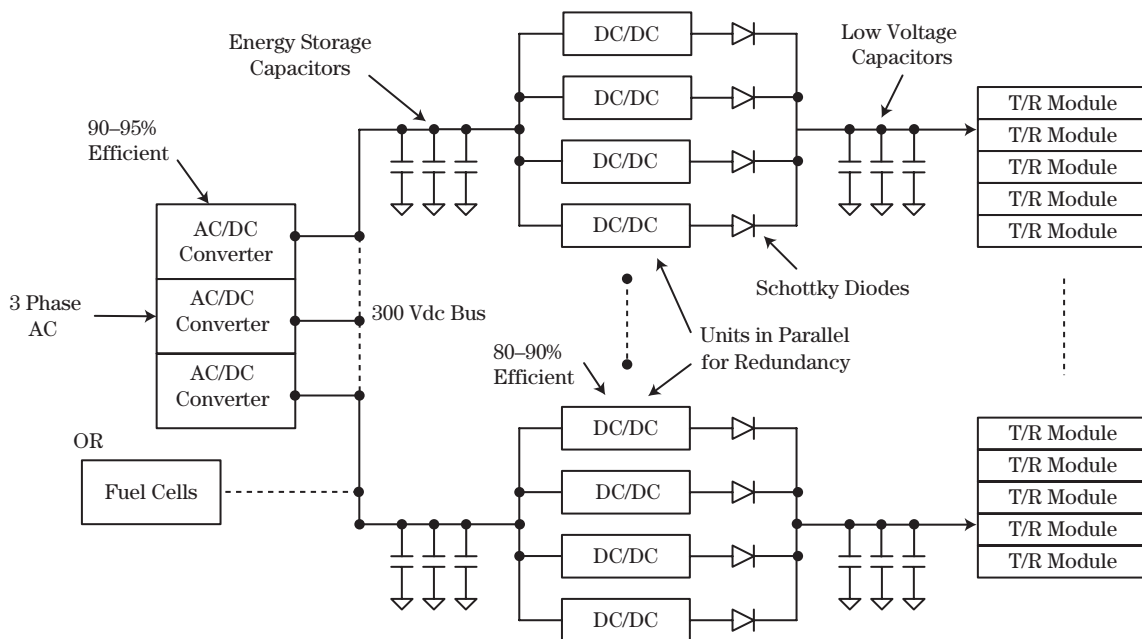 Energy Storage
Capacitors
DC/DC
DC/DC
DC/DC
DC/DC
Low Voltage
Capacitors
T/R Module
T/R Module
T/R Module
T/R Module
T/R Module
90–95%
Efficient
AC/DC
Converter
AC/DC
Converter
AC/DC
Converter
3 Phase
AC
300 Vdc Bus
Schottky Diodes
Units in Parallel
for Redundancy
80–90%
Efficient
OR
Fuel Cells
DC/DC
DC/DC
DC/DC
DC/DC
T/R Module
T/R Module
T/R Module
T/R Module
T/R Module